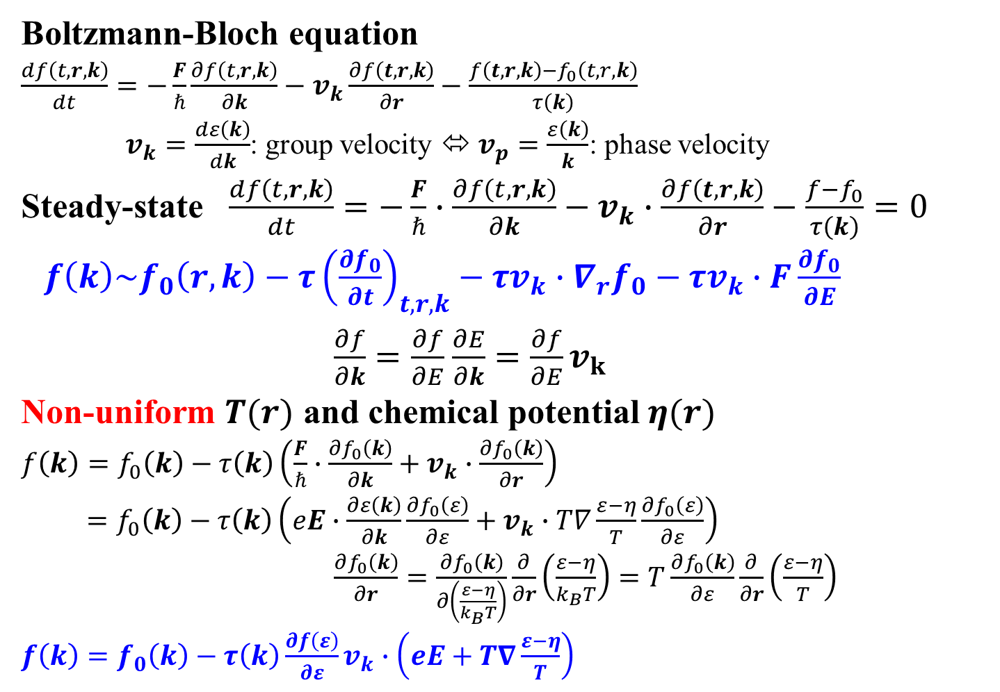 Boltzmann-Bloch equation
$\frac{df(t,\boldsymbol{r},\boldsymbol{k})}{dt} = -\frac{\boldsymbol{F}}{\hbar}\frac{\partial f(t,\boldsymbol{r},\boldsymbol{k})}{\partial \boldsymbol{k}} - \boldsymbol{v_k}\frac{\partial f(\boldsymbol{t},\boldsymbol{r},\boldsymbol{k})}{\partial \boldsymbol{r}} - \frac{f(\boldsymbol{t},\boldsymbol{r},\boldsymbol{k})-f_0(t,r,\boldsymbol{k})}{\tau(\boldsymbol{k})}$
$\boldsymbol{v_k} = \frac{d\varepsilon(\boldsymbol{k})}{d\boldsymbol{k}}$: group velocity ⇔ $\boldsymbol{v_p} = \frac{\varepsilon(\boldsymbol{k})}{\boldsymbol{k}}$: phase velocity
Steady-state $\frac{df(t,\boldsymbol{r},\boldsymbol{k})}{dt} = -\frac{\boldsymbol{F}}{\hbar}\cdot\frac{\partial f(t,\boldsymbol{r},\boldsymbol{k})}{\partial \boldsymbol{k}} - \boldsymbol{v_k}\cdot\frac{\partial f(\boldsymbol{t},\boldsymbol{r},\boldsymbol{k})}{\partial \boldsymbol{r}} - \frac{f-f_0}{\tau(\boldsymbol{k})} = 0$
$\boldsymbol{f(k) \sim f_0(r,k) - \tau\left(\frac{\partial f_0}{\partial t}\right)_{t,r,k} - \tau v_k \cdot \nabla_r f_0 - \tau v_k \cdot F\frac{\partial f_0}{\partial E}}$
$\frac{\partial f}{\partial \boldsymbol{k}} = \frac{\partial f}{\partial E}\frac{\partial E}{\partial \boldsymbol{k}} = \frac{\partial f}{\partial E}\boldsymbol{v}_{\mathbf{k}}$
Non-uniform $\boldsymbol{T(r)}$ and chemical potential $\boldsymbol{\eta(r)}$
$f(\boldsymbol{k}) = f_0(\boldsymbol{k}) - \tau(\boldsymbol{k})\left(\frac{\boldsymbol{F}}{\hbar}\cdot\frac{\partial f_0(\boldsymbol{k})}{\partial \boldsymbol{k}} + \boldsymbol{v_k}\cdot\frac{\partial f_0(\boldsymbol{k})}{\partial \boldsymbol{r}}\right)$
$= f_0(\boldsymbol{k}) - \tau(\boldsymbol{k})\left(e\boldsymbol{E}\cdot\frac{\partial \varepsilon(\boldsymbol{k})}{\partial \boldsymbol{k}}\frac{\partial f_0(\varepsilon)}{\partial \varepsilon} + \boldsymbol{v_k}\cdot T\nabla\frac{\varepsilon-\eta}{T}\frac{\partial f_0(\varepsilon)}{\partial \varepsilon}\right)$
$\frac{\partial f_0(\boldsymbol{k})}{\partial \boldsymbol{r}} = \frac{\partial f_0(\boldsymbol{k})}{\partial\left(\frac{\varepsilon-\eta}{k_BT}\right)}\frac{\partial}{\partial \boldsymbol{r}}\left(\frac{\varepsilon-\eta}{k_BT}\right) = T\frac{\partial f_0(\boldsymbol{k})}{\partial \varepsilon}\frac{\partial}{\partial \boldsymbol{r}}\left(\frac{\varepsilon-\eta}{T}\right)$
$\boldsymbol{f(k) = f_0(k) - \tau(k)\frac{\partial f(\varepsilon)}{\partial \varepsilon}v_k \cdot \left(eE + T\nabla\frac{\varepsilon-\eta}{T}\right)}$